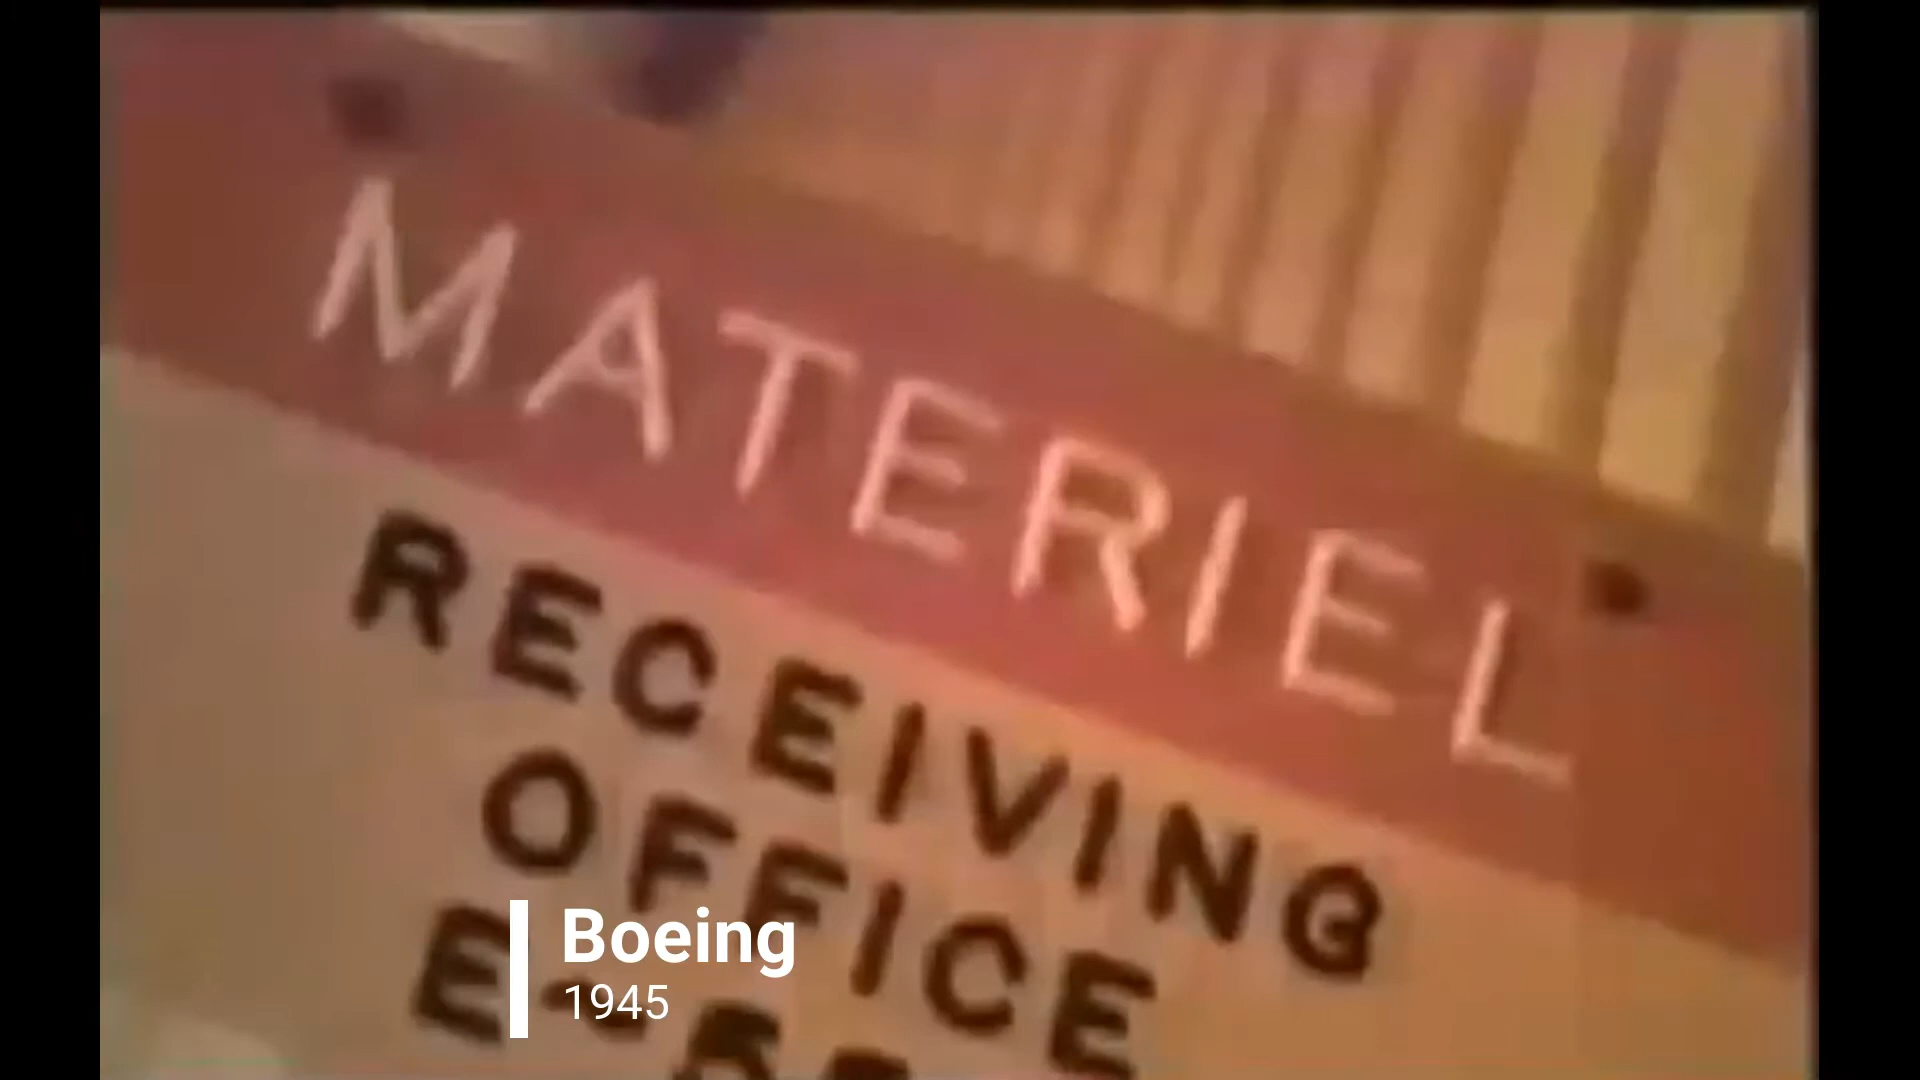 MATERIEL
RECEIVING
OFFICE
Boeing
1945